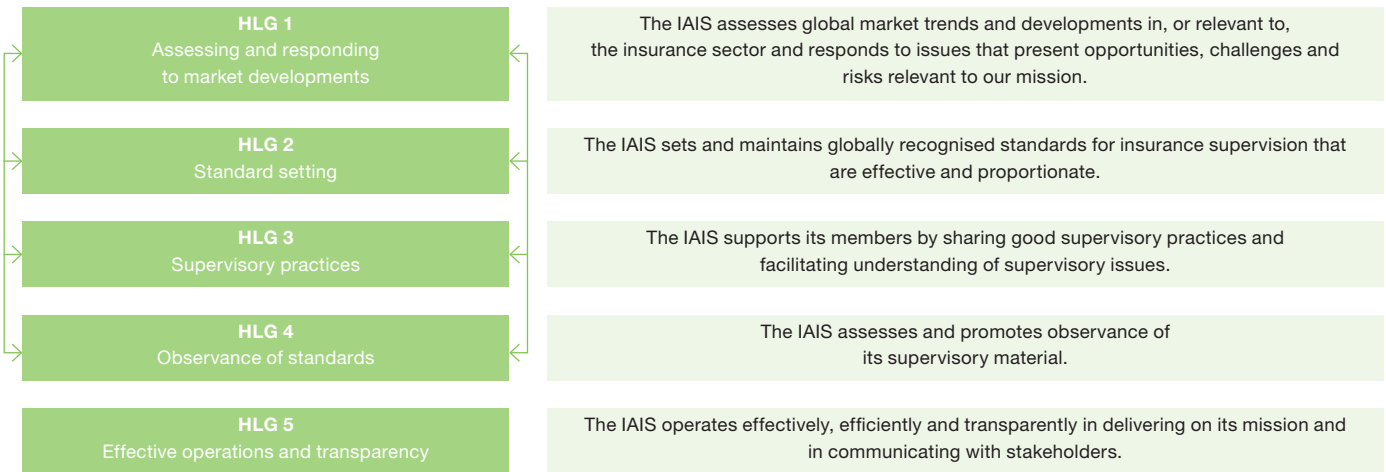 HLG 1
Assessing and responding
to market developments
The IAIS assesses global market trends and developments in, or relevant to,
the insurance sector and responds to issues that present opportunities, challenges and
risks relevant to our mission.
HLG 2
Standard setting
The IAIS sets and maintains globally recognised standards for insurance supervision that
are effective and proportionate.
HLG 3
Supervisory practices
The IAIS supports its members by sharing good supervisory practices and
facilitating understanding of supervisory issues.
HLG 4
Observance of standards
The IAIS assesses and promotes observance of
its supervisory material.
HLG 5
Effective operations and transparency
The IAIS operates effectively, efficiently and transparently in delivering on its mission and
in communicating with stakeholders.